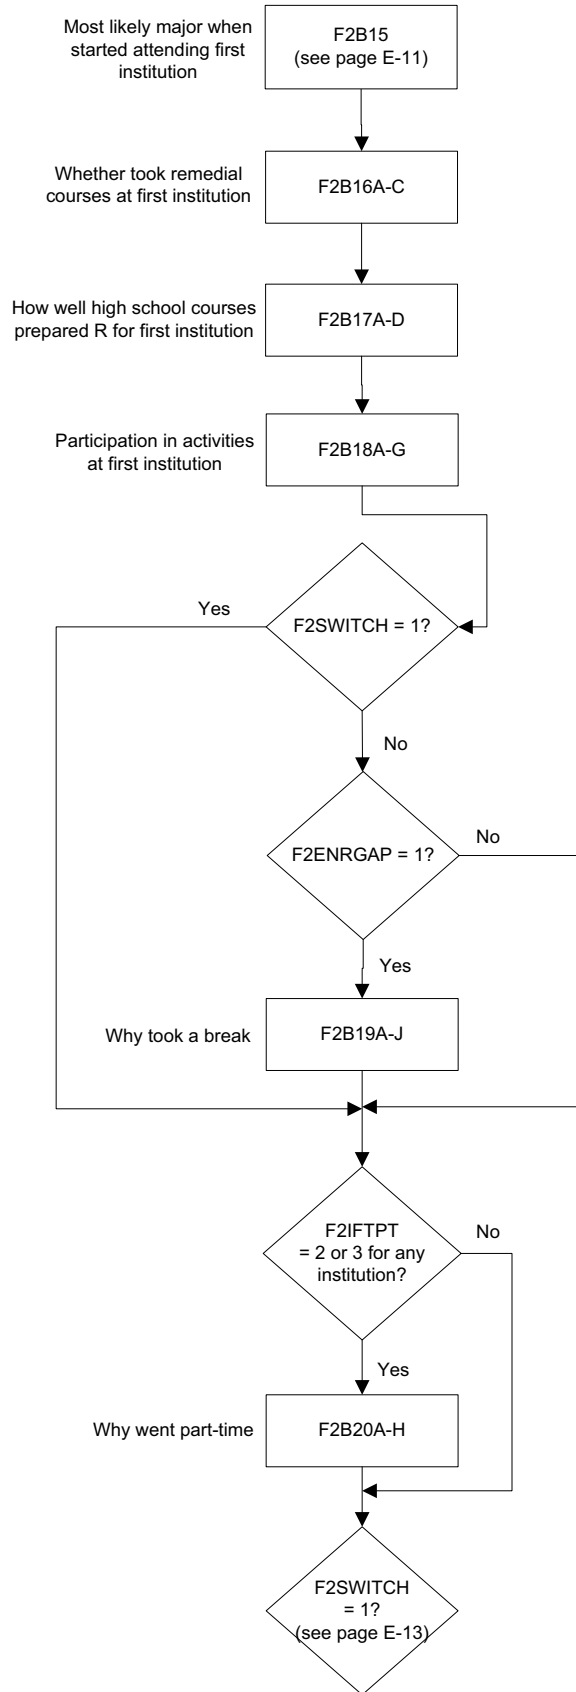 Most likely major when
started attending first
institution
F2B15
(see page E-11)
Whether took remedial
courses at first institution
F2B16A-C
How well high school courses
prepared R for first institution
F2B17A-D
Participation in activities
at first institution
F2B18A-G
Yes
F2SWITCH = 1?
No
F2ENRGAP = 1?
No
Yes
Why took a break
F2B19A-J
F2IFTPT
= 2 or 3 for any
institution?
No
Yes
Why went part-time
F2B20A-H
F2SWITCH
= 1?
(see page E-13)